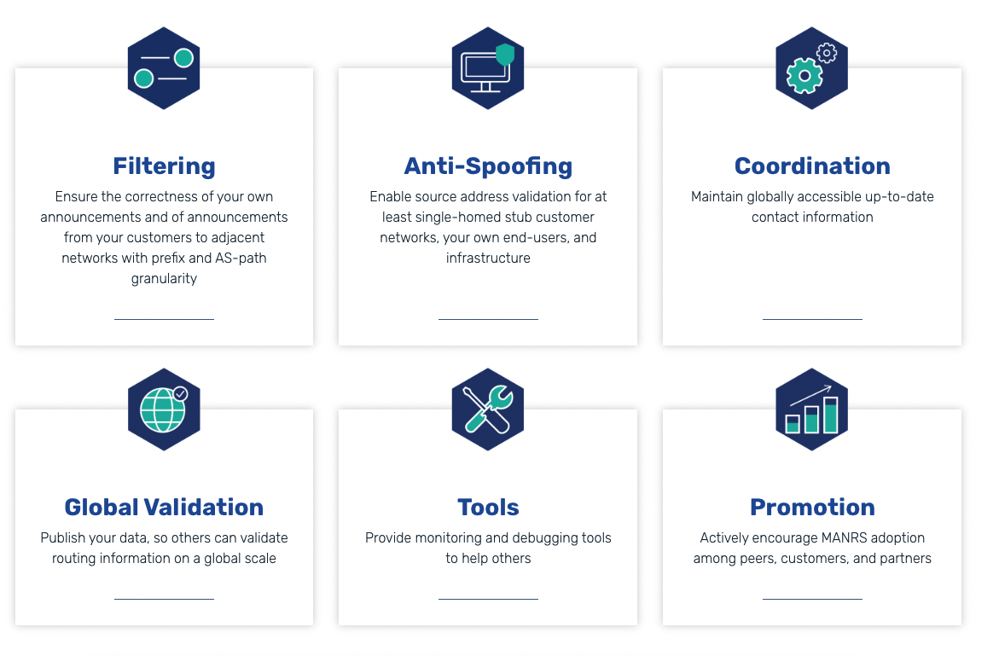 Filtering
Ensure the correctness of your own
announcements and of announcements
from your customers to adjacent
networks with prefix and AS-path
granularity
Anti-Spoofing
Enable source address validation for at
least single-homed stub customer
networks, your own end-users, and
infrastructure
Coordination
Maintain globally accessible up-to-date
contact information
Global Validation
Publish your data, so others can validate
routing information on a global scale
Tools
Provide monitoring and debugging tools
to help others
Promotion
Actively encourage MANRS adoption
among peers, customers, and partners